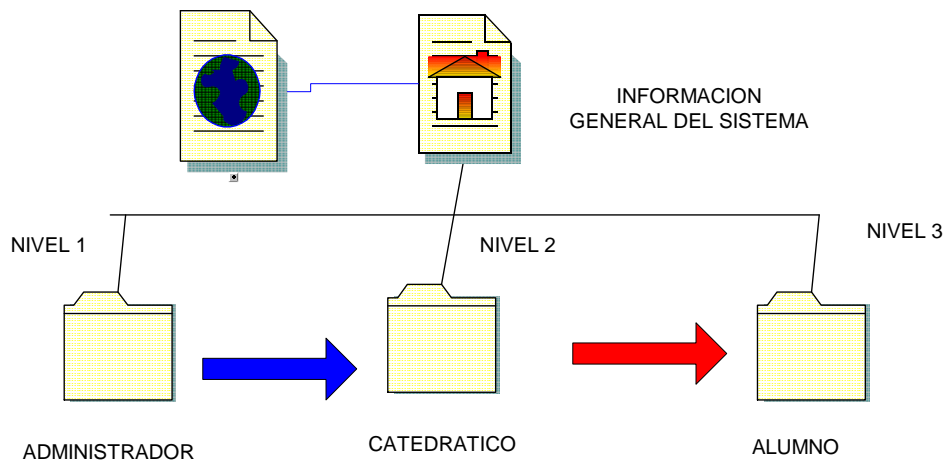 INFORMACION
GENERAL DEL SISTEMA
NIVEL 1
NIVEL 2
NIVEL 3
ADMINISTRADOR
CATEDRATICO
ALUMNO